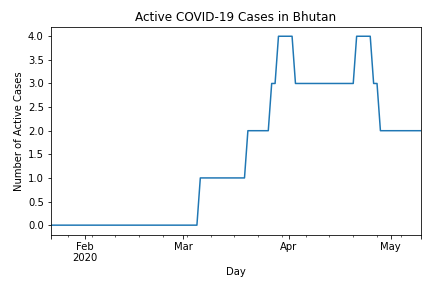 Active COVID-19 Cases in Bhutan
4.0
3.5
3.0
2.5
2.0
1.5
1.0
0.5
0.0
Number of Active Cases
Feb Mar Apr May
2020
Day